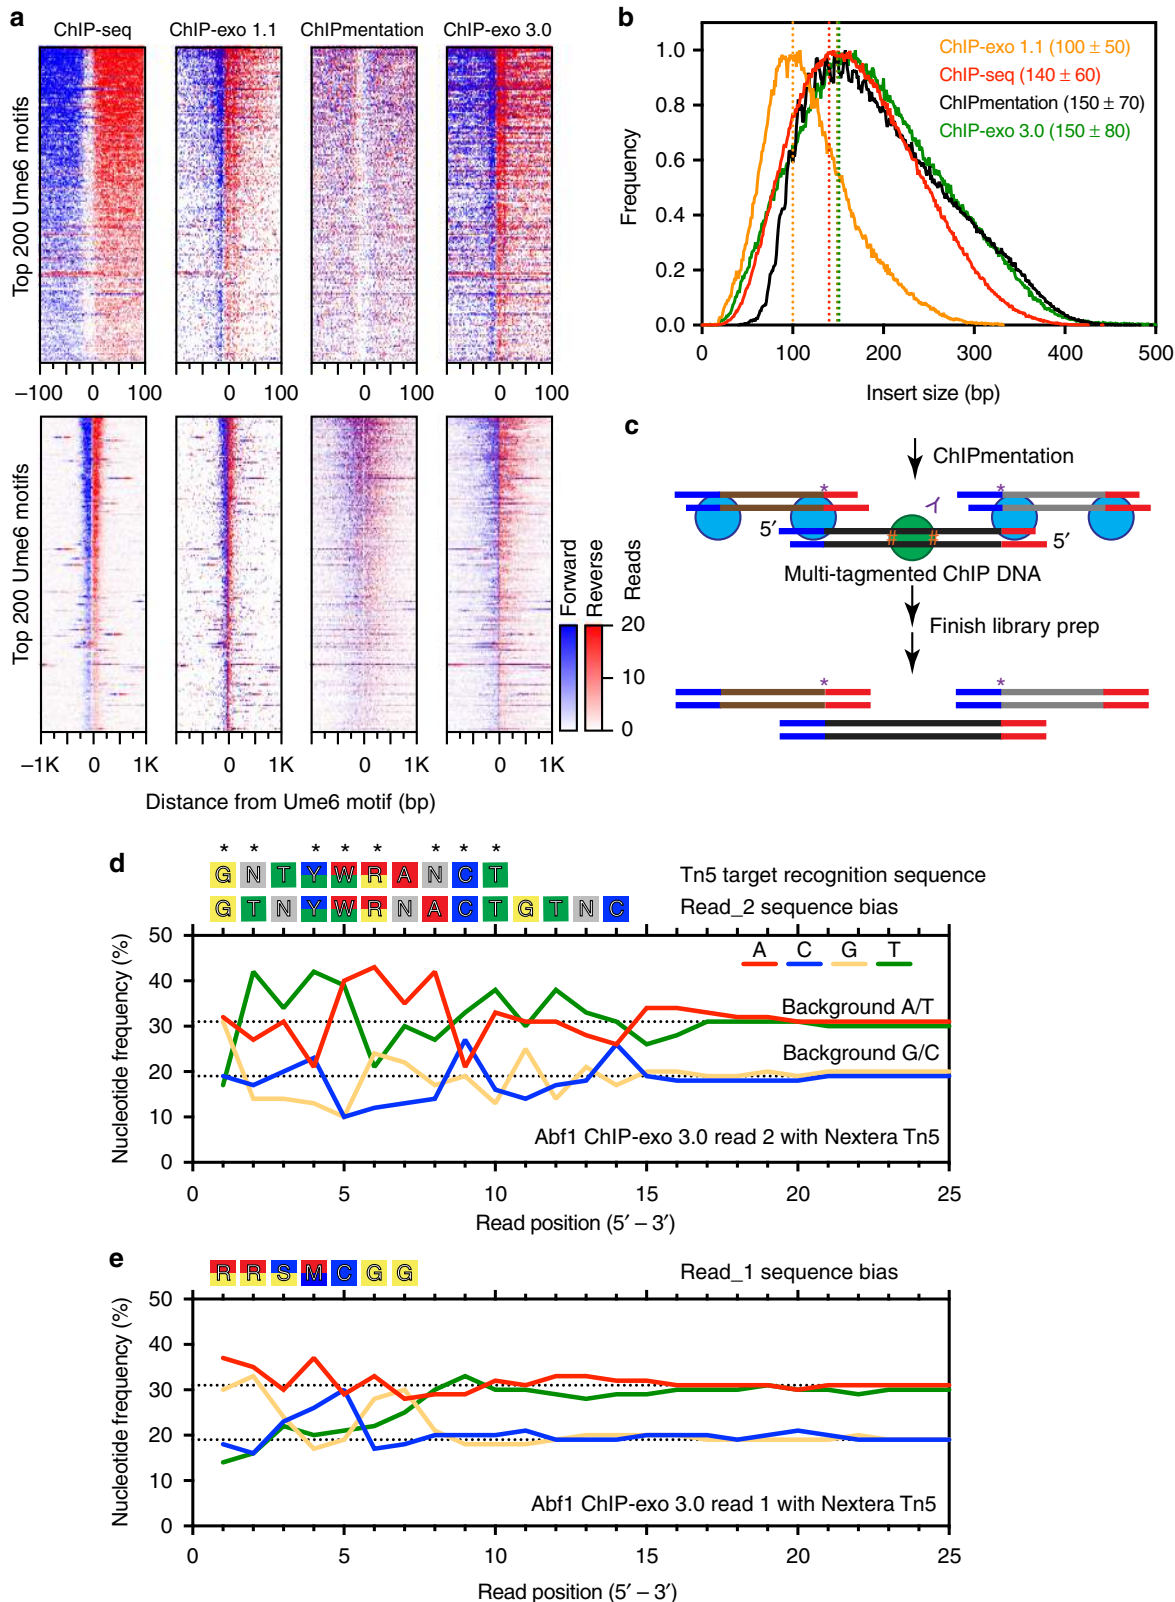 a
ChIP-seq ChIP-exo 1.1 ChIPmentation ChIP-exo 3.0
Top 200 Ume6 motifs
−100 0 100 0 100 0 100 0 100
Top 200 Ume6 motifs
Forward
Reverse
Reads
20
10
0
−1K 0 1K 0 1K 0 1K 0 1K
Distance from Ume6 motif (bp)
b
ChIP-exo 1.1 (100 ± 50)
ChIP-seq (140 ± 60)
ChIPmentation (150 ± 70)
ChIP-exo 3.0 (150 ± 80)
Frequency
1.0
0.8
0.6
0.4
0.2
0.0
0 100 200 300 400 500
Insert size (bp)
c
ChIPmentation
* *
5′ 5′
Multi-tagmented ChIP DNA
Finish library prep
* *
d
* * * * * * * *
G N T Y W R A N C T
Tn5 target recognition sequence
G T N Y W R N A C T G T N C
Read_2 sequence bias
Nucleotide frequency (%)
50
40
30
20
10
0
A C G T
Background A/T
Background G/C
Abf1 ChIP-exo 3.0 read 2 with Nextera Tn5
0 5 10 15 20 25
Read position (5′ – 3′)
e
R R S M C G G
Read_1 sequence bias
Nucleotide frequency (%)
50
40
30
20
10
0
Abf1 ChIP-exo 3.0 read 1 with Nextera Tn5
0 5 10 15 20 25
Read position (5′ – 3′)